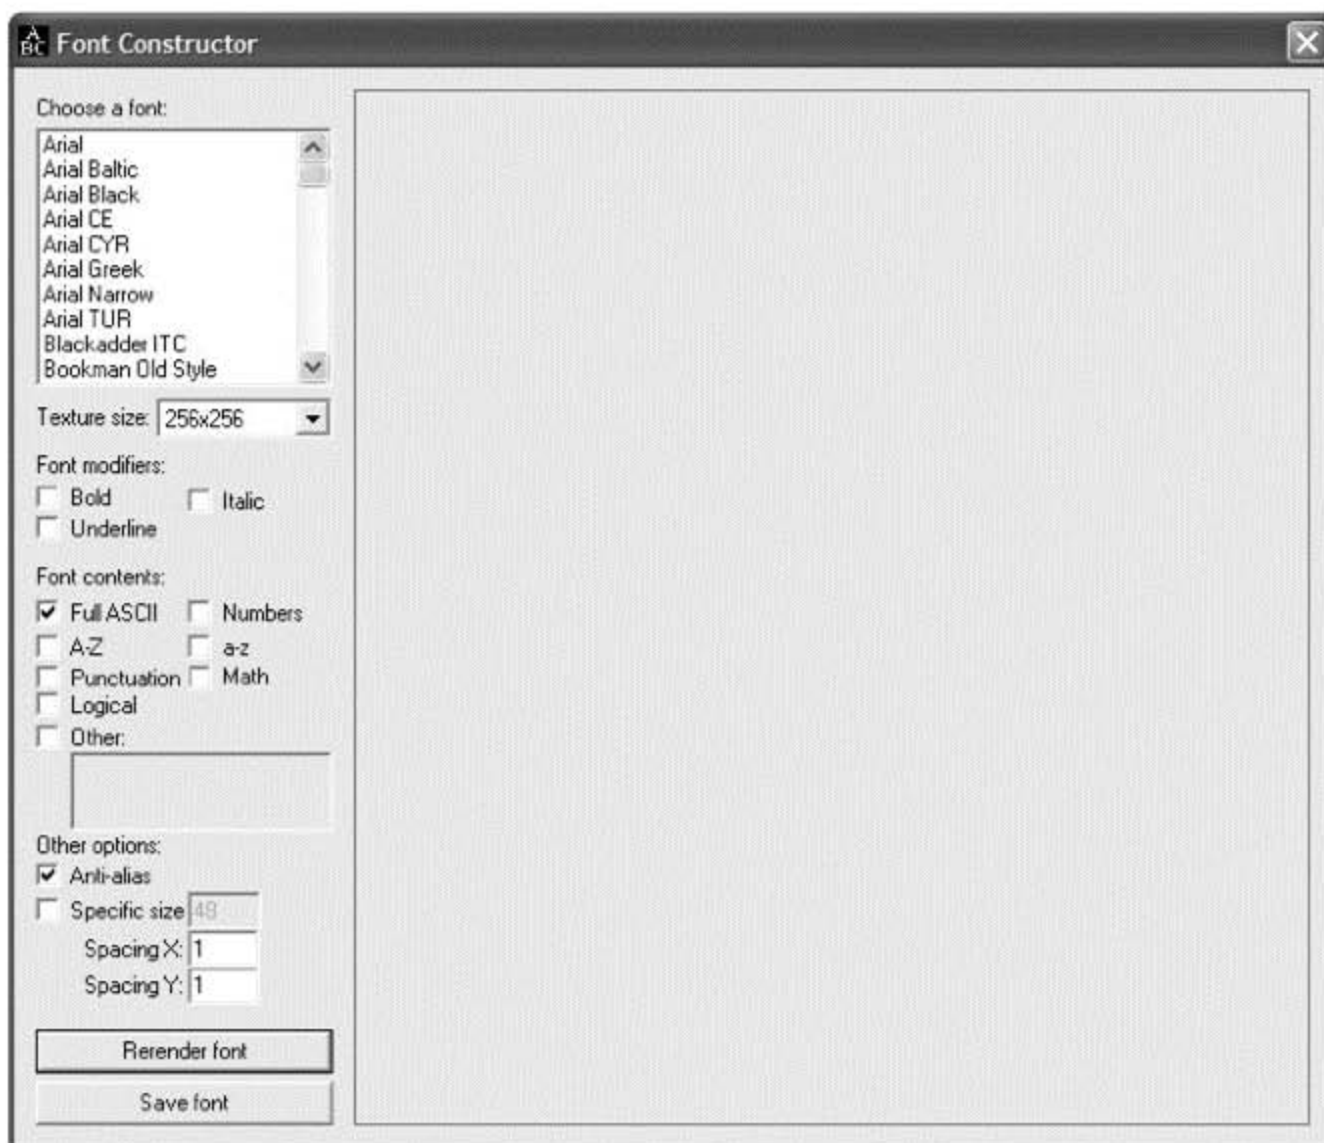 A
BC Font Constructor
Choose a font:
Arial
Arial Baltic
Arial Black
Arial CE
Arial CYR
Arial Greek
Arial Narrow
Arial TUR
Blackadder ITC
Bookman Old Style
Texture size: 256x256
Font modifiers:
Bold Italic
Underline
Font contents:
Full ASCII Numbers
A-Z a-z
Punctuation Math
Logical
Other:
Other options:
Anti-alias
Specific size 48
Spacing X: 1
Spacing Y: 1
Rerender font
Save font